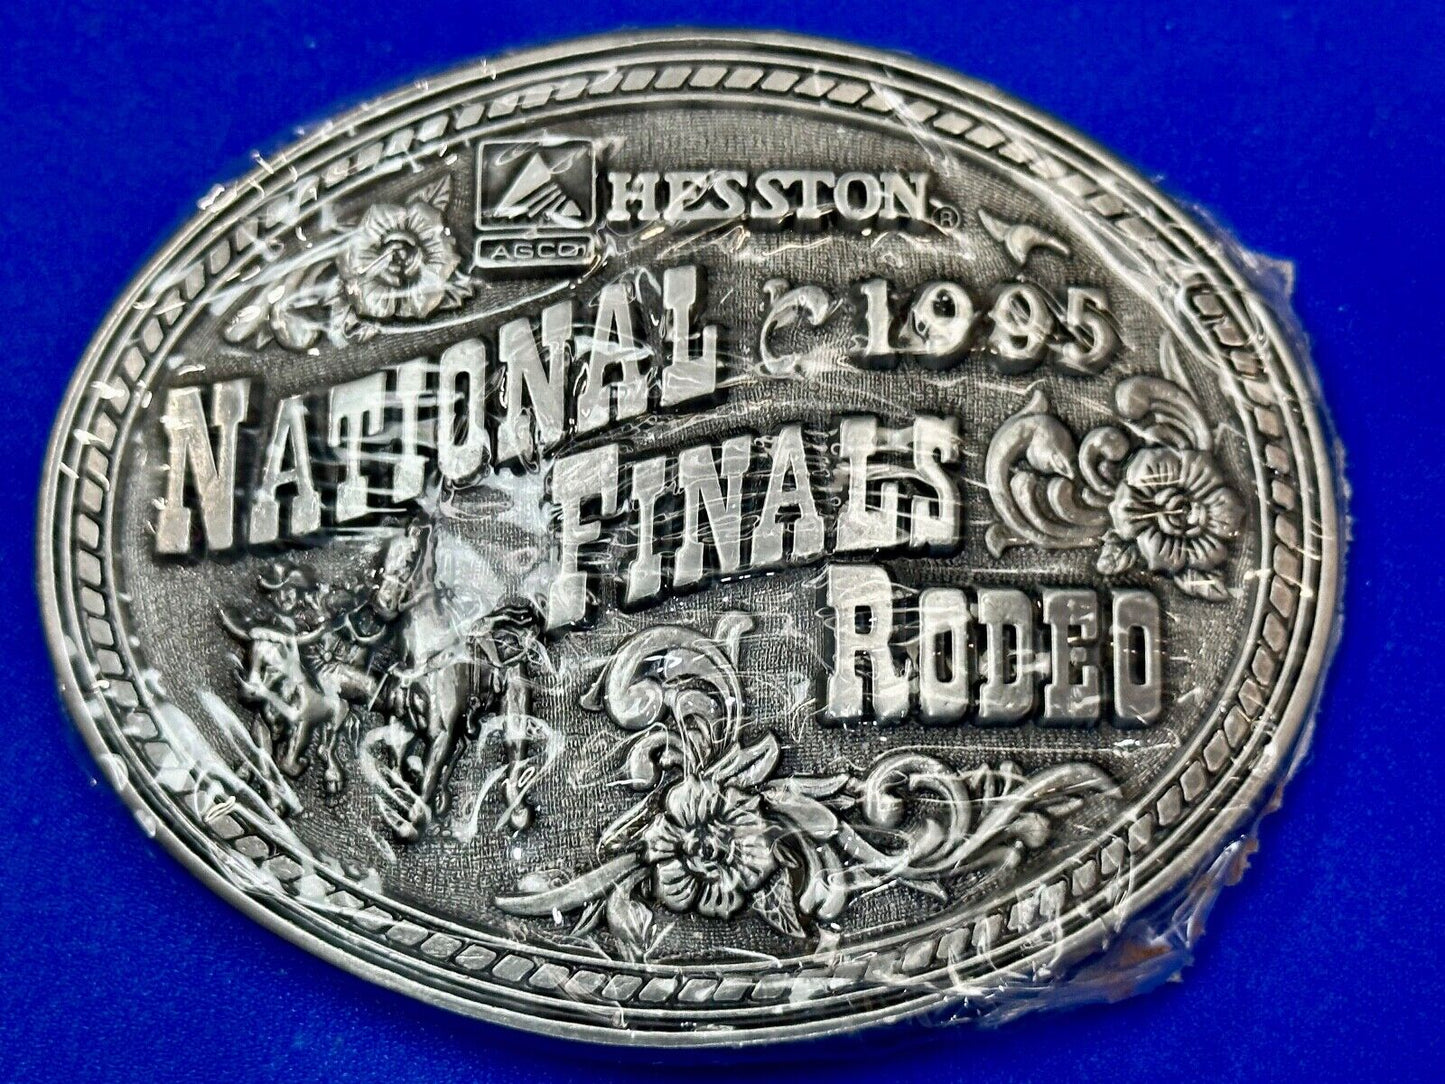 HESSTON®
AGCO
1995
NATIONAL
FINALS
RODEO